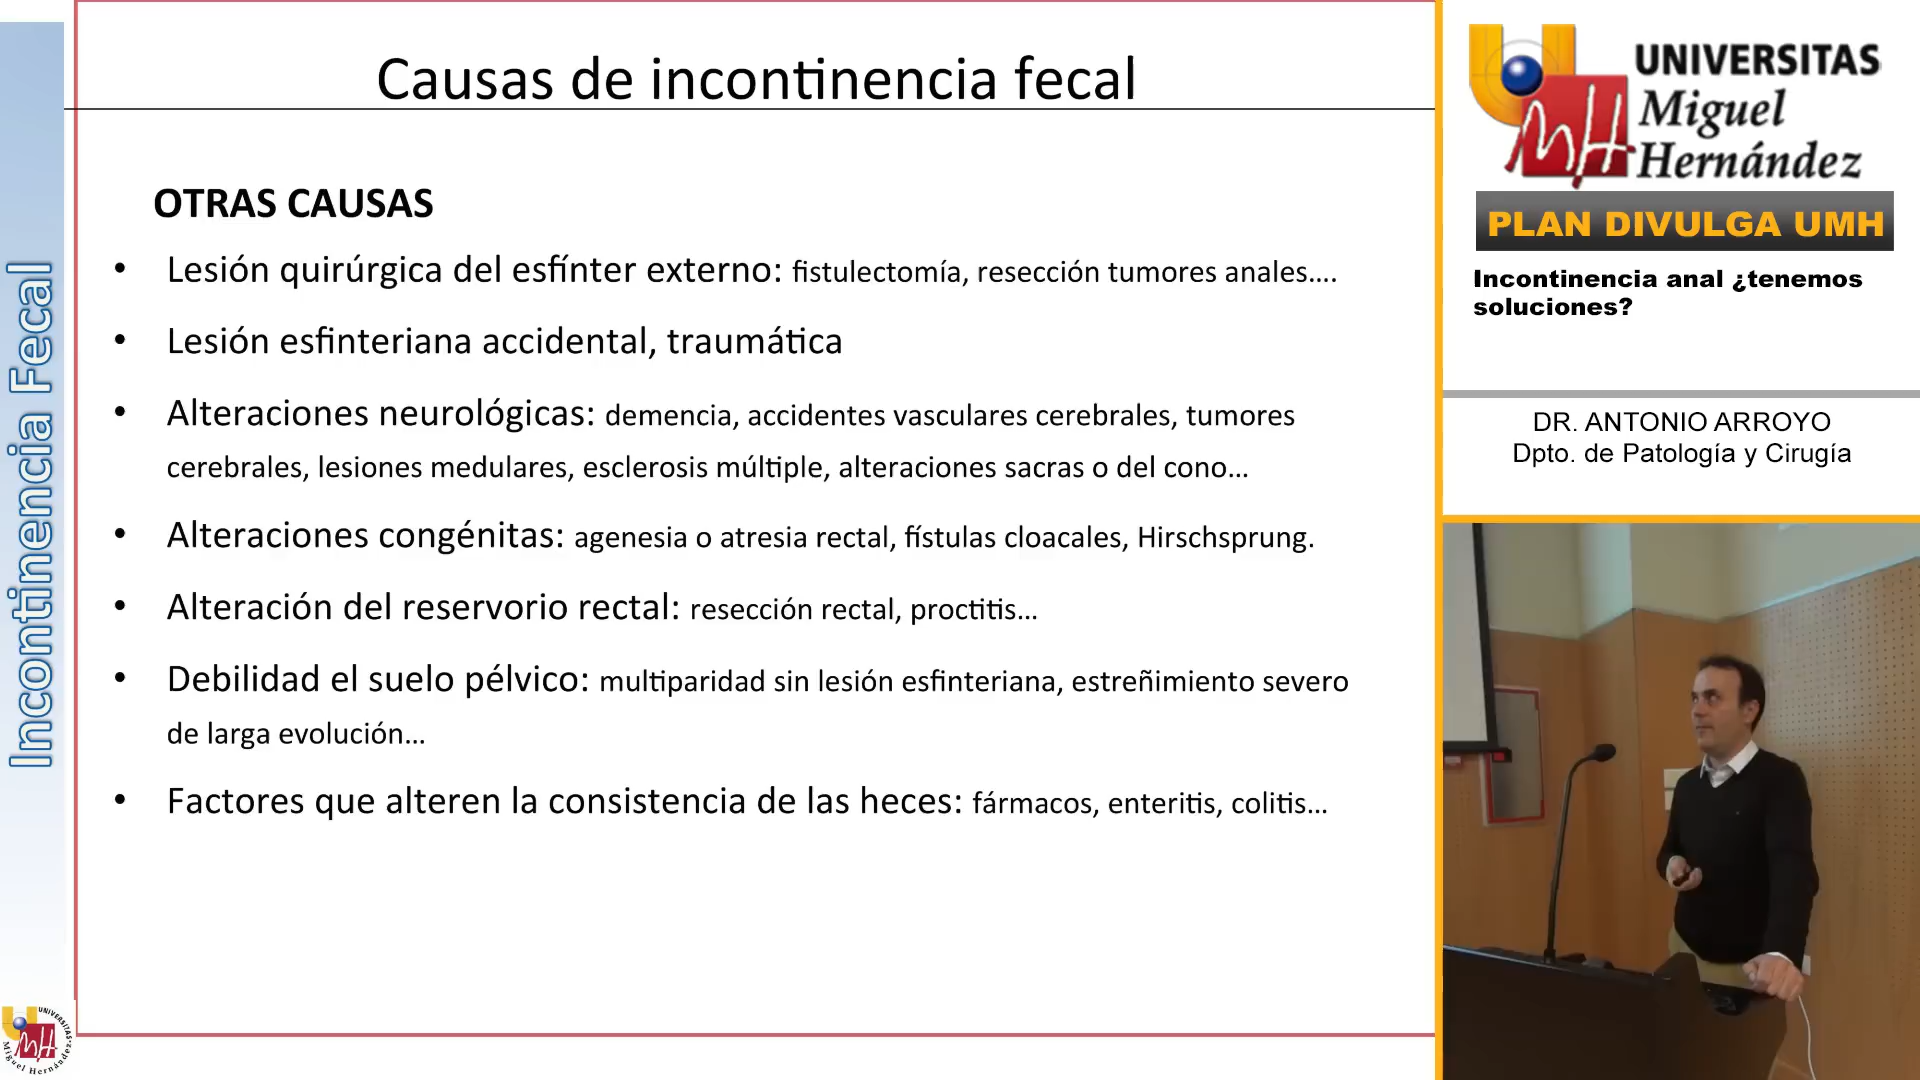 Causas de incontinencia fecal
OTRAS CAUSAS
• Lesión quirúrgica del esfínter externo: fistulectomía, resección tumores anales....
• Lesión esfinteriana accidental, traumática
• Alteraciones neurológicas: demencia, accidentes vasculares cerebrales, tumores
cerebrales, lesiones medulares, esclerosis múltiple, alteraciones sacras o del cono...
• Alteraciones congénitas: agenesia o atresia rectal, fístulas cloacales, Hirschsprung.
• Alteración del reservorio rectal: resección rectal, proctitis...
• Debilidad el suelo pélvico: multiparidad sin lesión esfinteriana, estreñimiento severo
de larga evolución...
• Factores que alteren la consistencia de las heces: fármacos, enteritis, colitis...
Incontinencia Fecal
UNIVERSITAS
Miguel
Hernández
UNIVERSITAS
Miguel
Hernández
PLAN DIVULGA UMH
Incontinencia anal ¿tenemos
soluciones?
DR. ANTONIO ARROYO
Dpto. de Patología y Cirugía